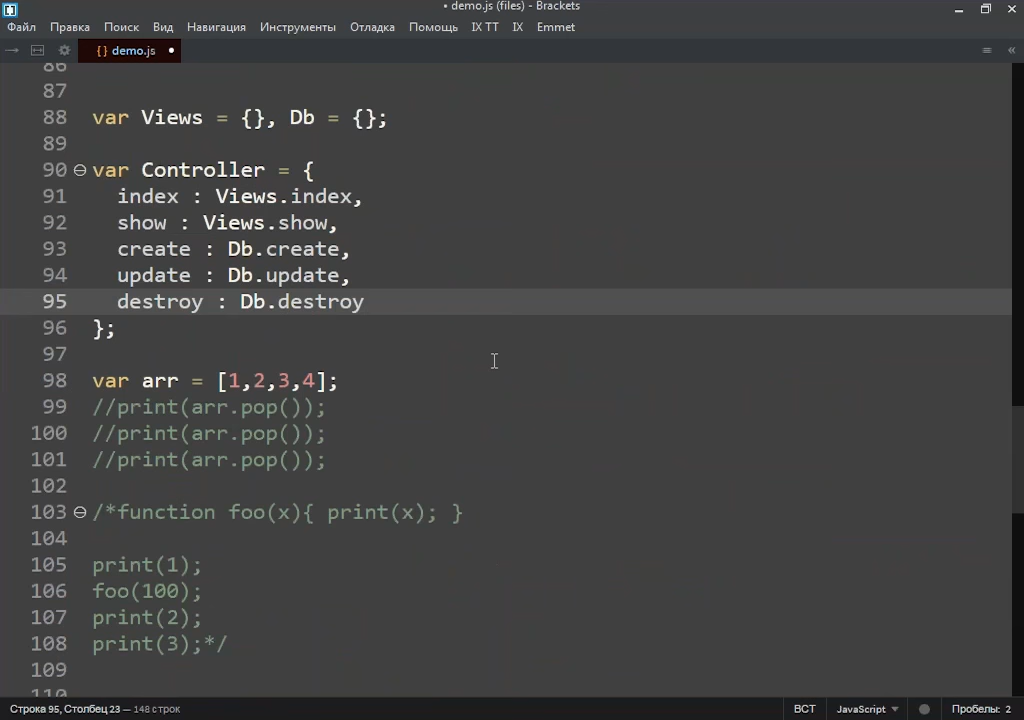 • demo.js (files) - Brackets
Файл Правка Поиск Вид Навигация Инструменты Отладка Помощь IX TT IX Emmet
{} demo.js •
86
87
88 var Views = {}, Db = {};
89
90 var Controller = {
91 index : Views.index,
92 show : Views.show,
93 create : Db.create,
94 update : Db.update,
95 destroy : Db.destroy
96 };
97
98 var arr = [1,2,3,4];
99 //print(arr.pop());
100 //print(arr.pop());
101 //print(arr.pop());
102
103 /*function foo(x){ print(x); }
104
105 print(1);
106 foo(100);
107 print(2);
108 print(3);*/
109
110
Строка 95, Столбец 23 — 148 строк ВСТ JavaScript Пробелы: 2